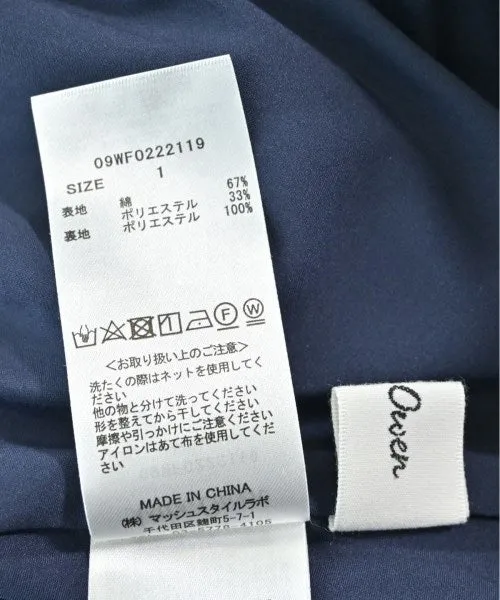 09WF0222119
SIZE 1
表地 綿 67%
ポリエステル 33%
裏地 ポリエステル 100%
F W
<お取り扱い上のご注意>
洗たくの際はネットを使用してく
ださい
他の物と分けて洗ってください
形を整えてから干してください
摩擦や引っかけにご注意ください
アイロンはあて布を使用してくだ
さい
MADE IN CHINA
(株)マッシュスタイルラボ
千代田区麹町5-7-1
Owen